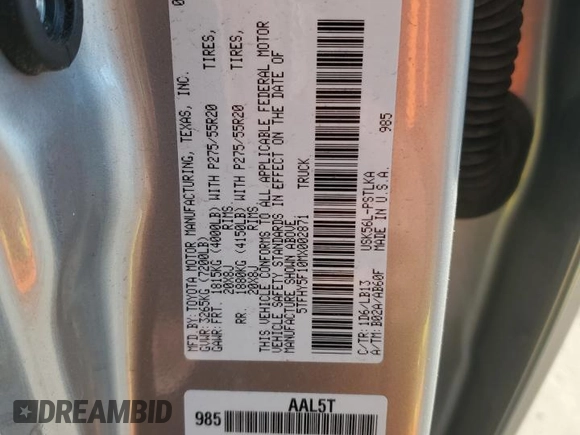 MFD.BY:TOYOTA MOTOR MANUFACTURING, TEXAS, INC.
GVWR:3265KG(7200LB)
GAWR:FRT. 1815KG(4000LB) WITH P275/55R20 TIRES,
20X8J RIMS
RR. 1880KG(4150LB) WITH P275/55R20 TIRES,
20X8J RIMS
THIS VEHICLE CONFORMS TO ALL APPLICABLE FEDERAL MOTOR
VEHICLE SAFETY STANDARDS IN EFFECT ON THE DATE OF
MANUFACTURE SHOWN ABOVE.
5TFHY5F10MX002871 TRUCK
985
C/TR:1D6/LB13 USK56L-PSTLKA
A/TM:B02A/AB60F MADE IN U.S.A.
AAL5T
985
DREAMBID